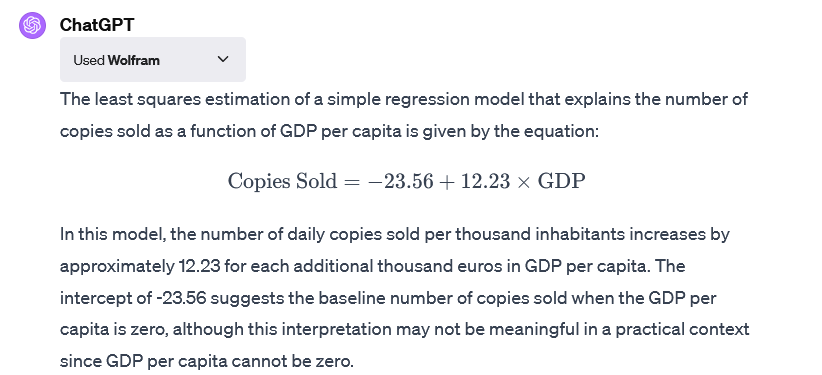 ChatGPT
Used Wolfram
The least squares estimation of a simple regression model that explains the number of
copies sold as a function of GDP per capita is given by the equation:
Copies Sold = −23.56 + 12.23 × GDP
In this model, the number of daily copies sold per thousand inhabitants increases by
approximately 12.23 for each additional thousand euros in GDP per capita. The
intercept of -23.56 suggests the baseline number of copies sold when the GDP per
capita is zero, although this interpretation may not be meaningful in a practical context
since GDP per capita cannot be zero.